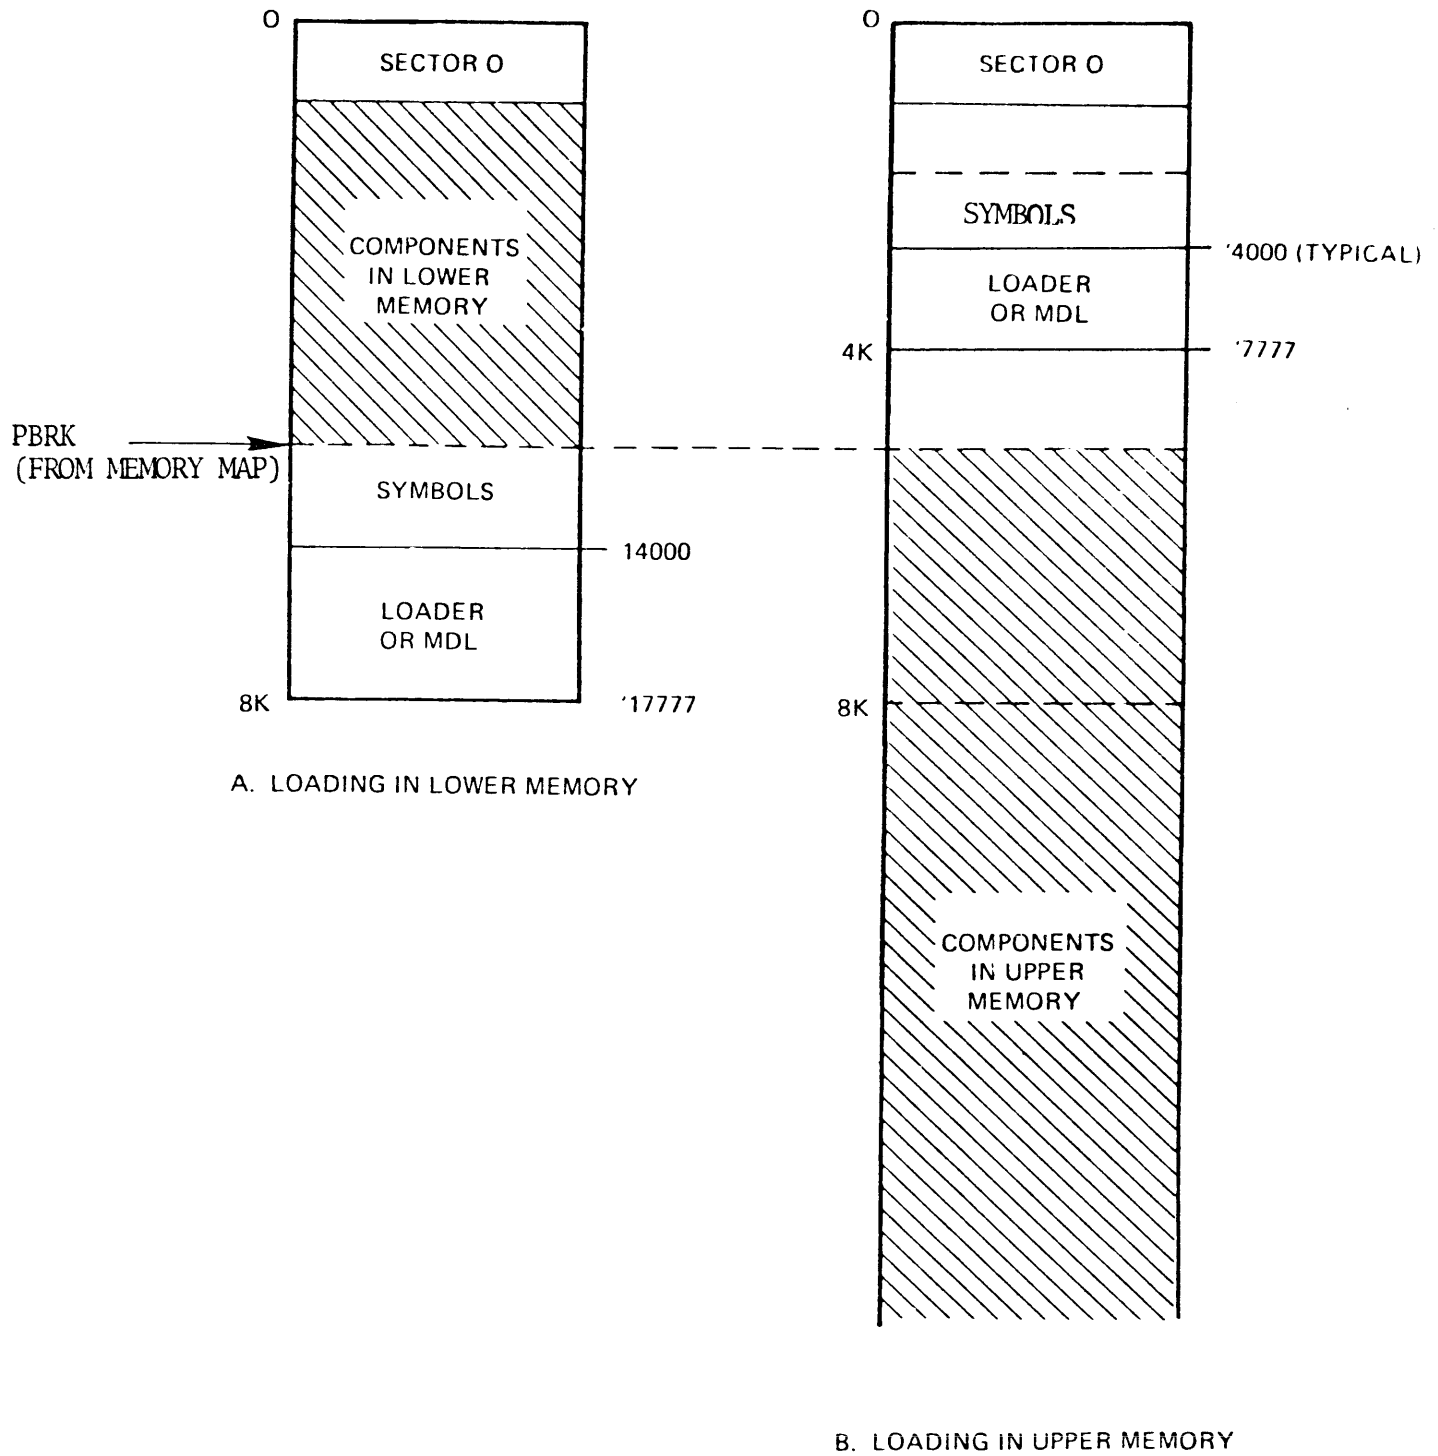 0
SECTOR 0
COMPONENTS
IN LOWER
MEMORY
PBRK
(FROM MEMORY MAP)
SYMBOLS
14000
LOADER
OR MDL
8K
'17777
A. LOADING IN LOWER MEMORY
0
SECTOR 0
SYMBOLS
'4000 (TYPICAL)
LOADER
OR MDL
4K
'7777
8K
COMPONENTS
IN UPPER
MEMORY
B. LOADING IN UPPER MEMORY